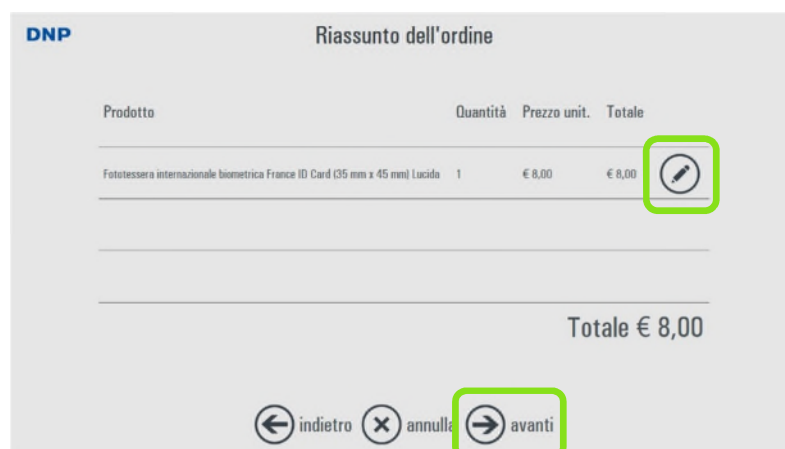 DNP
Riassunto dell'ordine
Prodotto Quantità Prezzo unit. Totale
Fototessera internazionale biometrica France ID Card (35 mm x 45 mm) Lucida 1 € 8,00 € 8,00
Totale € 8,00
indietro annulla avanti